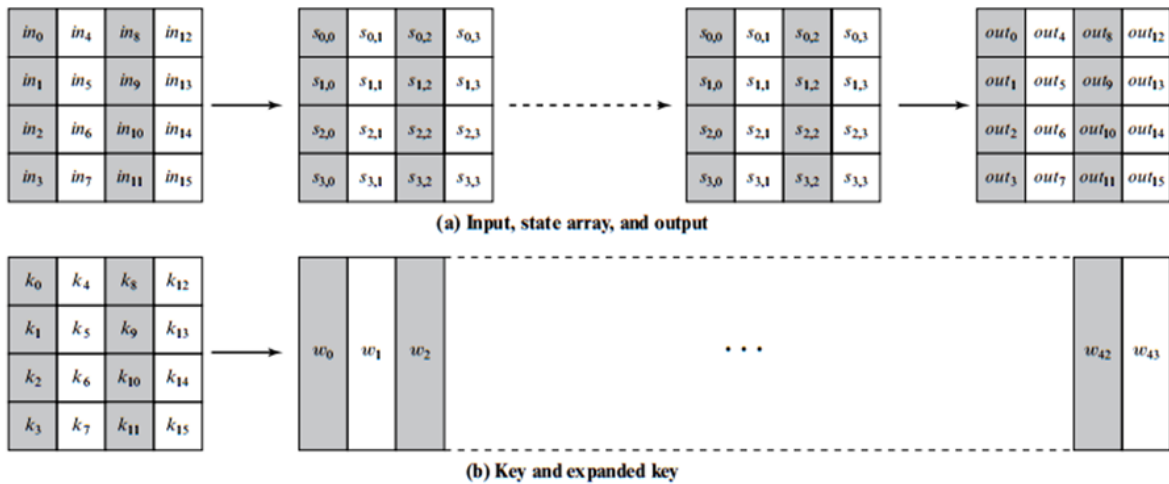 in0 in4 in8 in12 s0,0 s0,1 s0,2 s0,3 s0,0 s0,1 s0,2 s0,3 out0 out4 out8 out12
in1 in5 in9 in13 s1,0 s1,1 s1,2 s1,3 s1,0 s1,1 s1,2 s1,3 out1 out5 out9 out13
in2 in6 in10 in14 s2,0 s2,1 s2,2 s2,3 s2,0 s2,1 s2,2 s2,3 out2 out6 out10 out14
in3 in7 in11 in15 s3,0 s3,1 s3,2 s3,3 s3,0 s3,1 s3,2 s3,3 out3 out7 out11 out15
(a) Input, state array, and output
k0 k4 k8 k12
k1 k5 k9 k13
w0 w1 w2 · · · w42 w43
k2 k6 k10 k14
k3 k7 k11 k15
(b) Key and expanded key